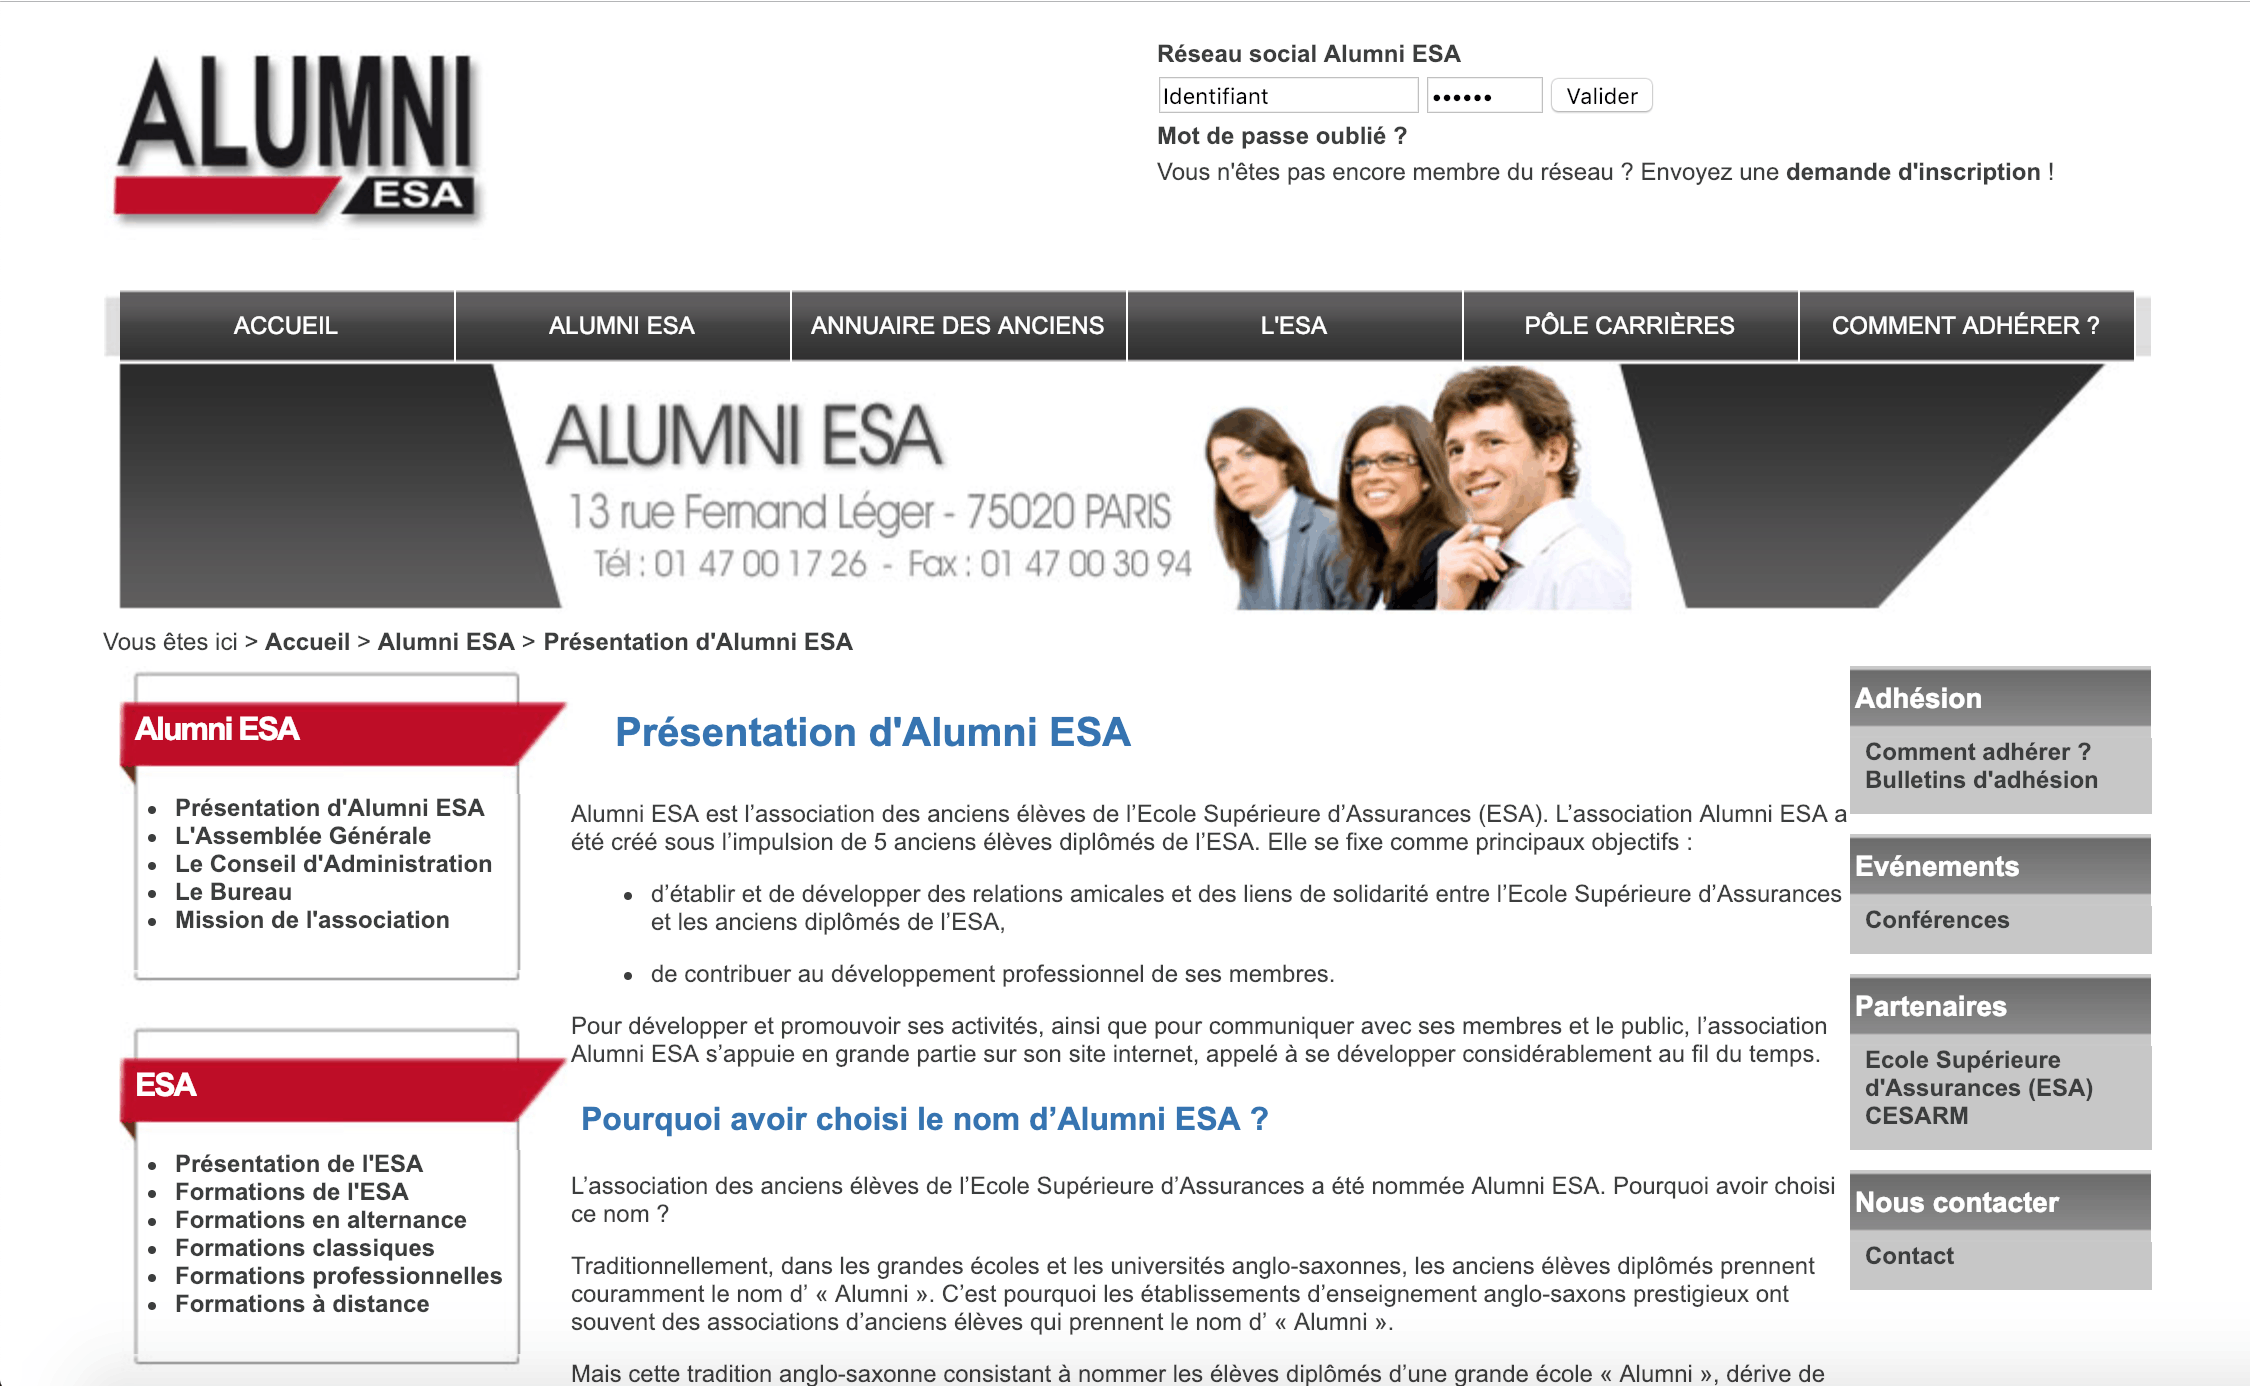 ALUMNI
ESA
Réseau social Alumni ESA
Identifiant
•••••• Valider
Mot de passe oublié ?
Vous n'êtes pas encore membre du réseau ? Envoyez une demande d'inscription !
ACCUEIL
ALUMNI ESA
ANNUAIRE DES ANCIENS
L'ESA
PÔLE CARRIÈRES
COMMENT ADHÉRER ?
ALUMNI ESA
13 rue Fernand Léger - 75020 PARIS
Tél : 01 47 00 17 26 - Fax : 01 47 00 30 94
Vous êtes ici > Accueil > Alumni ESA > Présentation d'Alumni ESA
Alumni ESA
• Présentation d'Alumni ESA
• L'Assemblée Générale
• Le Conseil d'Administration
• Le Bureau
• Mission de l'association
ESA
• Présentation de l'ESA
• Formations de l'ESA
• Formations en alternance
• Formations classiques
• Formations professionnelles
• Formations à distance
Présentation d'Alumni ESA
Alumni ESA est l’association des anciens élèves de l’Ecole Supérieure d’Assurances (ESA). L’association Alumni ESA a
été créé sous l’impulsion de 5 anciens élèves diplômés de l’ESA. Elle se fixe comme principaux objectifs :
• d’établir et de développer des relations amicales et des liens de solidarité entre l’Ecole Supérieure d’Assurances
et les anciens diplômés de l’ESA,
• de contribuer au développement professionnel de ses membres.
Pour développer et promouvoir ses activités, ainsi que pour communiquer avec ses membres et le public, l’association
Alumni ESA s’appuie en grande partie sur son site internet, appelé à se développer considérablement au fil du temps.
Pourquoi avoir choisi le nom d’Alumni ESA ?
L’association des anciens élèves de l’Ecole Supérieure d’Assurances a été nommée Alumni ESA. Pourquoi avoir choisi
ce nom ?
Traditionnellement, dans les grandes écoles et les universités anglo-saxonnes, les anciens élèves diplômés prennent
couramment le nom d’ « Alumni ». C’est pourquoi les établissements d’enseignement anglo-saxons prestigieux ont
souvent des associations d’anciens élèves qui prennent le nom d’ « Alumni ».
Mais cette tradition anglo-saxonne consistant à nommer les élèves diplômés d’une grande école « Alumni », dérive de
Adhésion
Comment adhérer ?
Bulletins d'adhésion
Evénements
Conférences
Partenaires
Ecole Supérieure
d'Assurances (ESA)
CESARM
Nous contacter
Contact